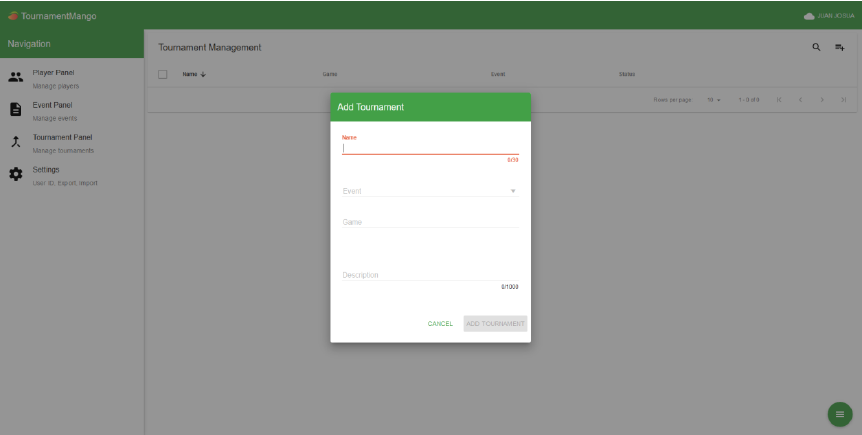 TournamentMango
JUAN JOSUA
Navigation
Player Panel
Manage players
Event Panel
Manage events
Tournament Panel
Manage tournaments
Settings
User ID, Export, Import
Tournament Management
Name
Game
Event
Status
Rows per page:
10
1 - 0 of 0
Add Tournament
Name
0/30
Event
Game
Description
0/1000
CANCEL
ADD TOURNAMENT